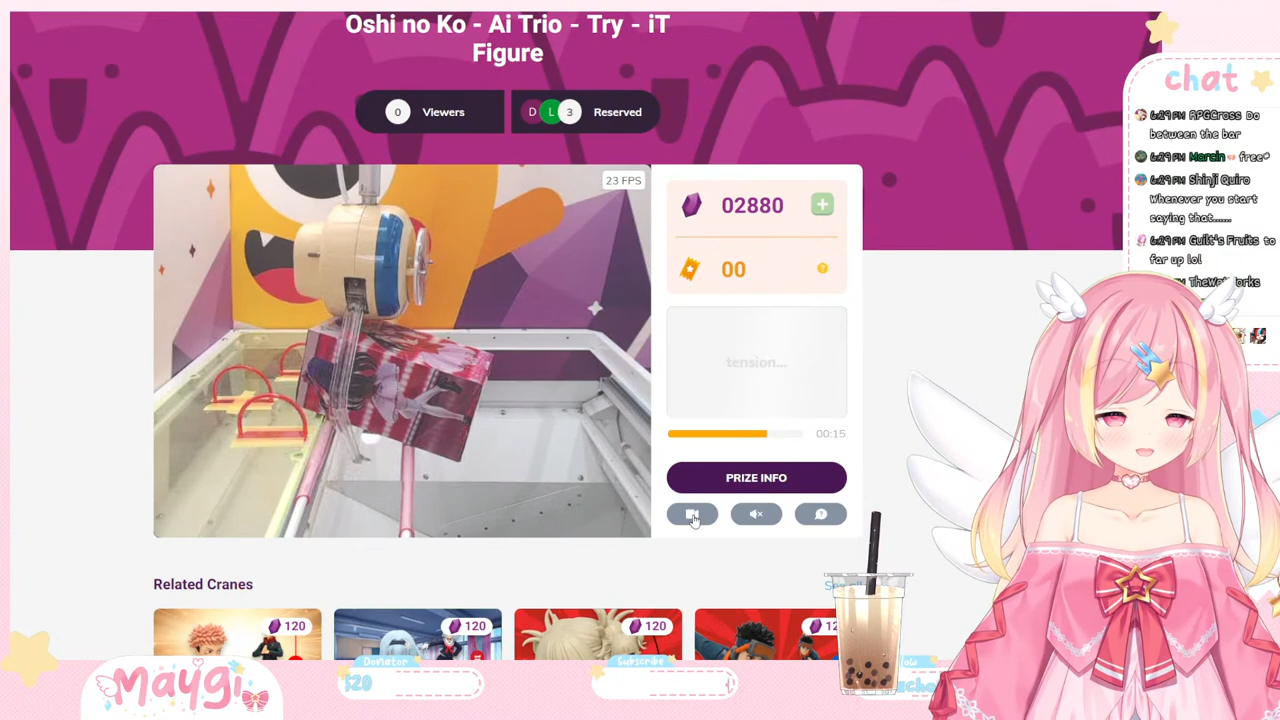 Oshi no Ko - Ai Trio - Try - iT
Figure
0 Viewers
D L 3 Reserved
23 FPS
02880
00
tension...
00:15
PRIZE INFO
Related Cranes
120
120
120
chat
6:29 PM RPGCross Do
between the bar
6:29 PM Marcin free*
6:29 PM Shinji Quiro
Whenever you start
saying that......
6:29 PM Guilt's Fruits to
far up lol
Maygi
Donator
$20
Subscribe